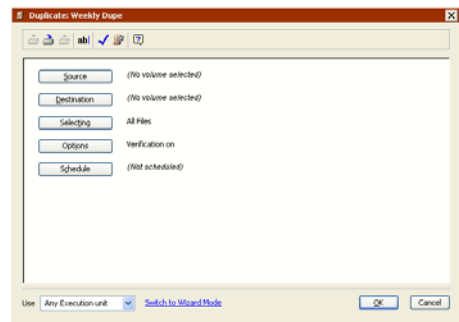 Duplicate: Weekly Dupe
ab|
Source (No volume selected)
Destination (No volume selected)
Selecting All Files
Options Verification on
Schedule (Not scheduled)
Use Any Execution unit Switch to Wizard Mode OK Cancel